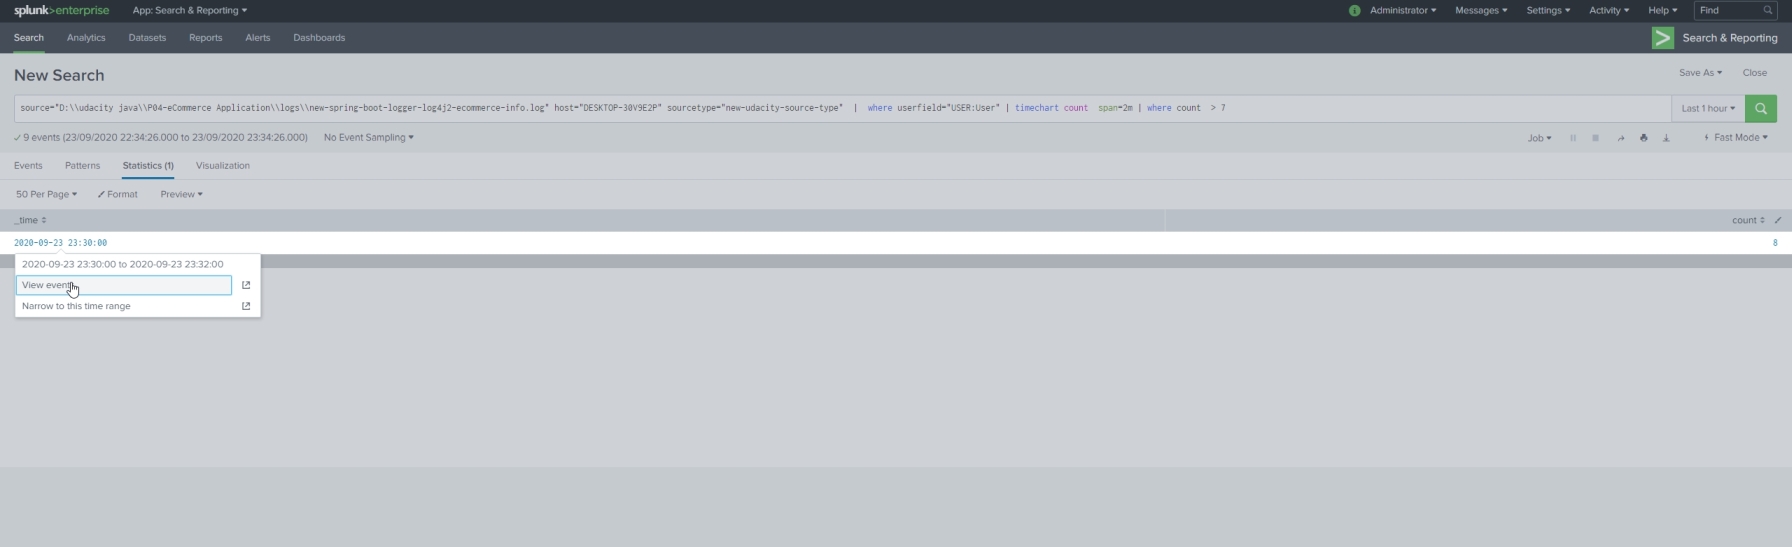 splunk>enterprise App: Search & Reporting Administrator Messages Settings Activity Help Find
Search Analytics Datasets Reports Alerts Dashboards Search & Reporting
New Search Save As Close
source="D:\\udacity java\\P04-eCommerce Application\\logs\\new-spring-boot-logger-log4j2-ecommerce-info.log" host="DESKTOP-30V9E2P" sourcetype="new-udacity-source-type" | where userfield="USER:User" | timechart count span=2m | where count > 7 Last 1 hour
9 events (23/09/2020 22:34:26.000 to 23/09/2020 23:34:26.000) No Event Sampling Job Fast Mode
Events Patterns Statistics (1) Visualization
50 Per Page Format Preview
_time count
2020-09-23 23:30:00 8
2020-09-23 23:30:00 to 2020-09-23 23:32:00
View event
Narrow to this time range